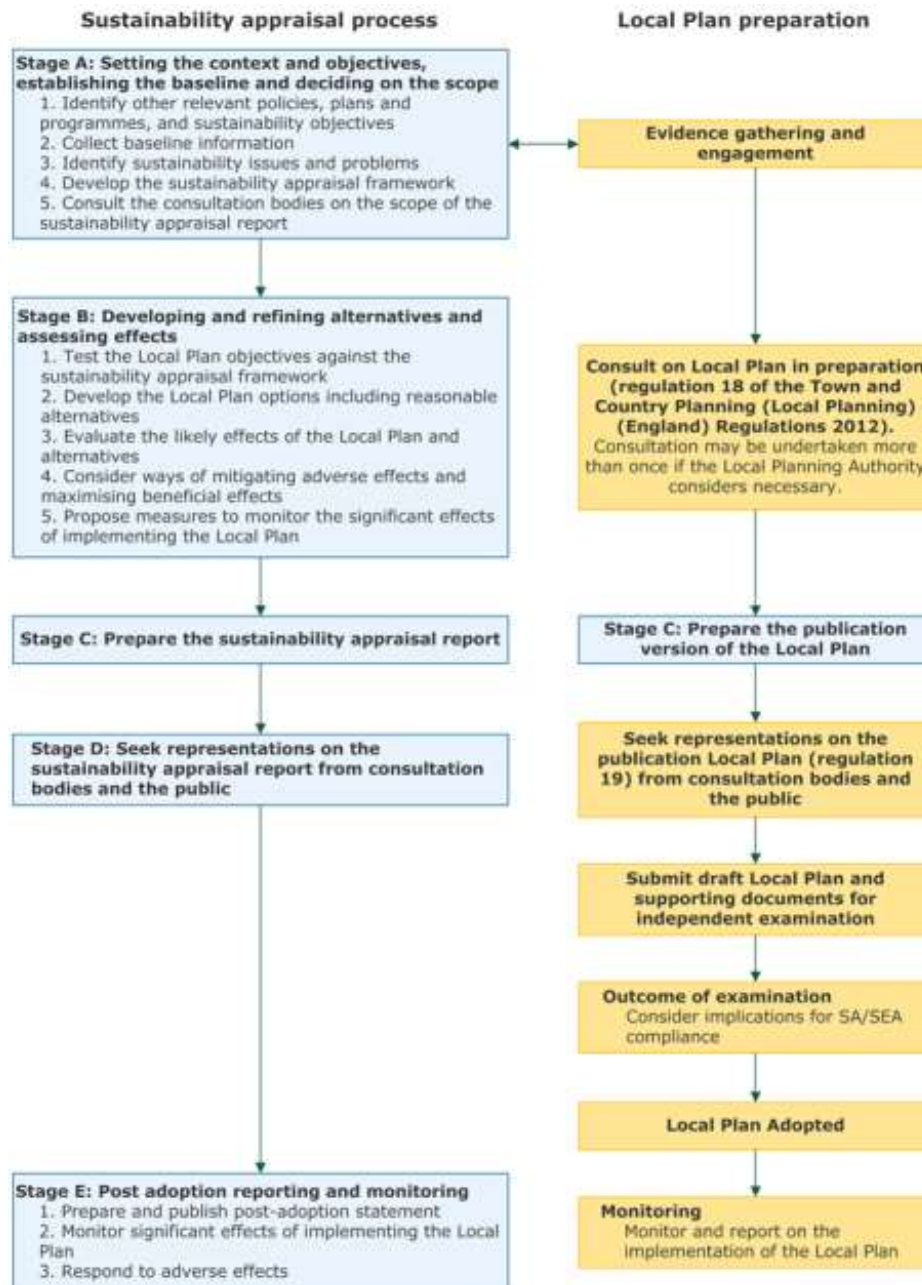 Sustainability appraisal process
Local Plan preparation
Stage A: Setting the context and objectives,
establishing the baseline and deciding on the scope
1. Identify other relevant policies, plans and
programmes, and sustainability objectives
2. Collect baseline information
3. Identify sustainability issues and problems
4. Develop the sustainability appraisal framework
5. Consult the consultation bodies on the scope of the
sustainability appraisal report
Evidence gathering and
engagement
Stage B: Developing and refining alternatives and
assessing effects
1. Test the Local Plan objectives against the
sustainability appraisal framework
2. Develop the Local Plan options including reasonable
alternatives
3. Evaluate the likely effects of the Local Plan and
alternatives
4. Consider ways of mitigating adverse effects and
maximising beneficial effects
5. Propose measures to monitor the significant effects
of implementing the Local Plan
Consult on Local Plan in preparation
(regulation 18 of the Town and
Country Planning (Local Planning)
(England) Regulations 2012).
Consultation may be undertaken more
than once if the Local Planning Authority
considers necessary.
Stage C: Prepare the sustainability appraisal report
Stage C: Prepare the publication
version of the Local Plan
Stage D: Seek representations on the
sustainability appraisal report from consultation
bodies and the public
Seek representations on the
publication Local Plan (regulation
19) from consultation bodies and
the public
Submit draft Local Plan and
supporting documents for
independent examination
Outcome of examination
Consider implications for SA/SEA
compliance
Local Plan Adopted
Stage E: Post adoption reporting and monitoring
1. Prepare and publish post-adoption statement
2. Monitor significant effects of implementing the Local
Plan
3. Respond to adverse effects
Monitoring
Monitor and report on the
implementation of the Local Plan